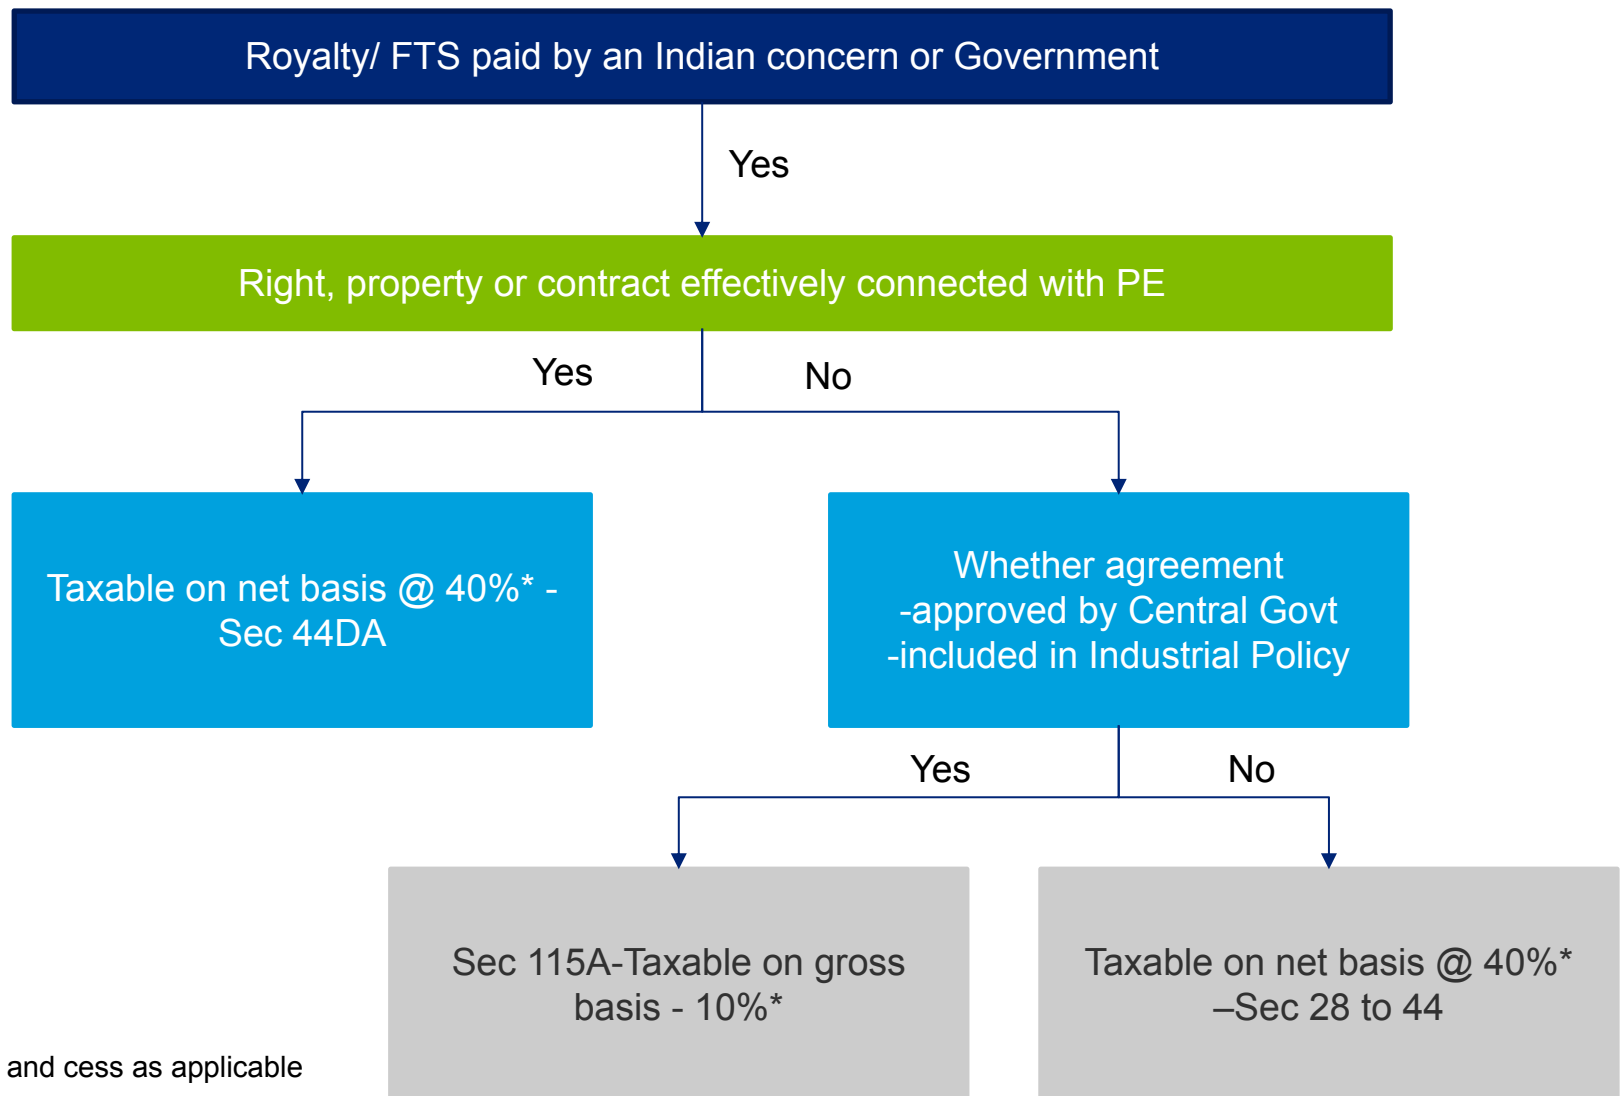 Royalty/ FTS paid by an Indian concern or Government
Yes
Right, property or contract effectively connected with PE
Yes
No
Taxable on net basis @ 40%* -
Sec 44DA
Whether agreement
-approved by Central Govt
-included in Industrial Policy
Yes
No
Sec 115A-Taxable on gross
basis - 10%*
Taxable on net basis @ 40%*
–Sec 28 to 44
and cess as applicable